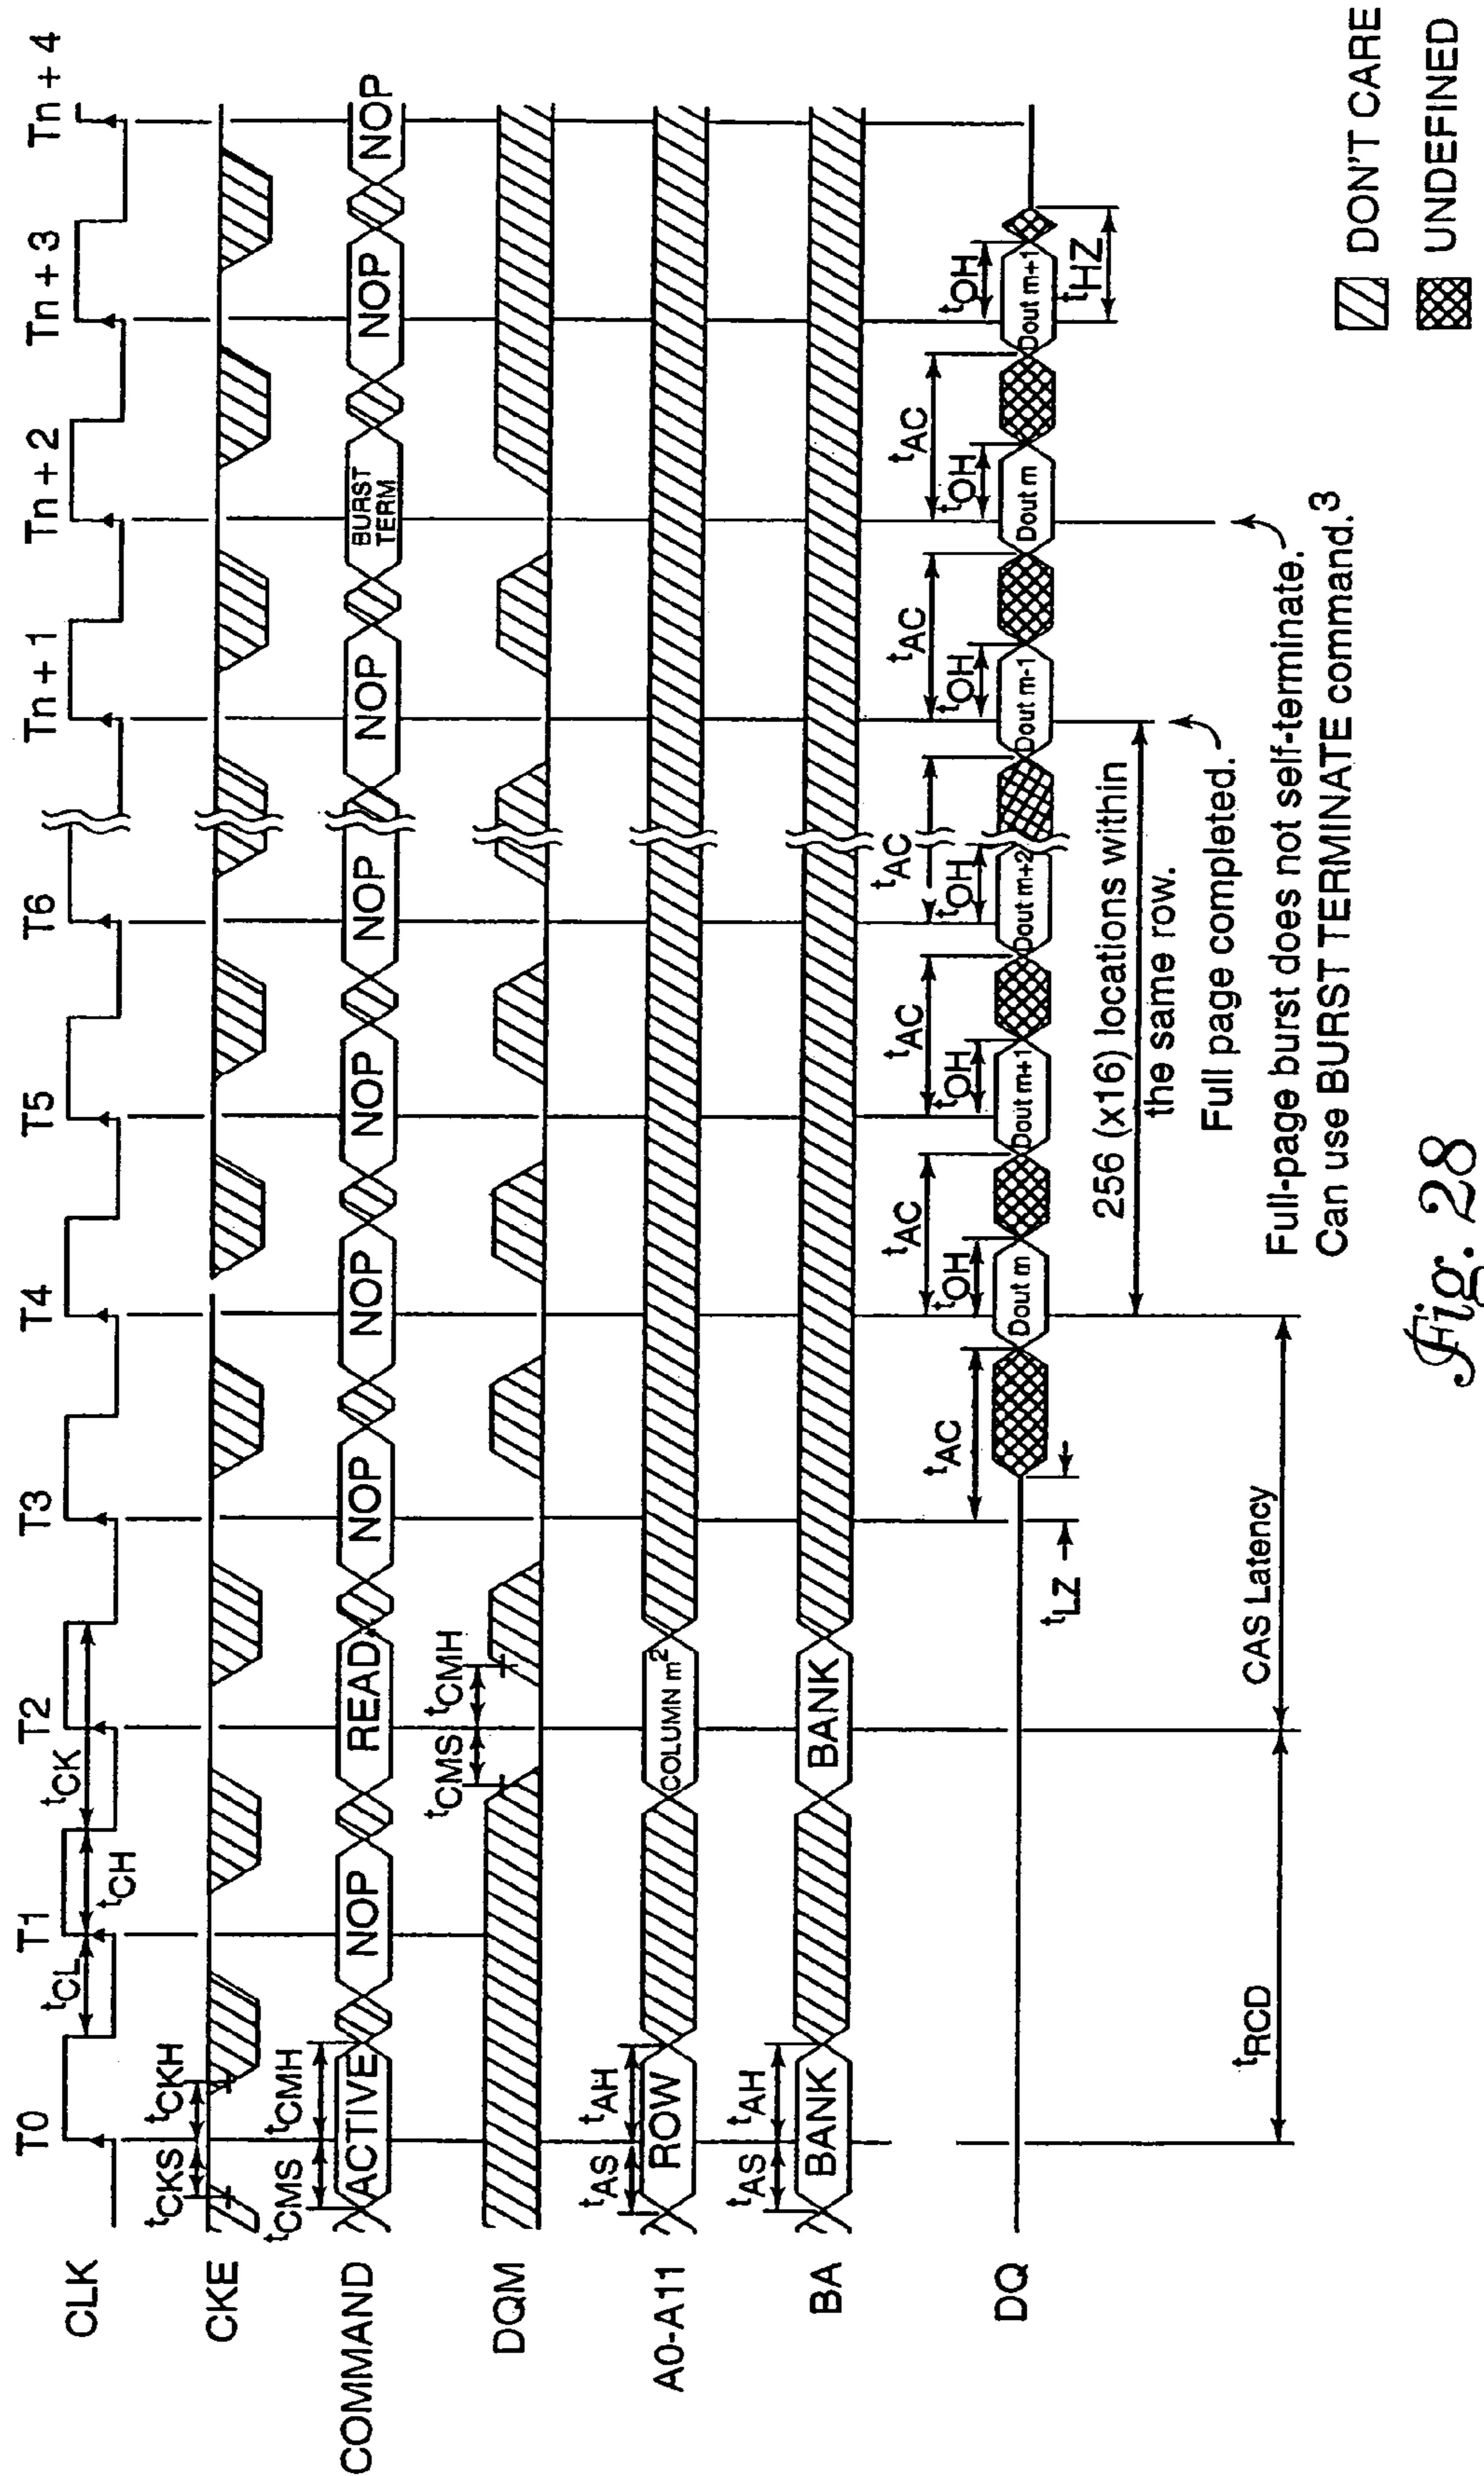 T0 T1 T2 T3 T4 T5 T6 Tn + 1 Tn + 2 Tn + 3 Tn + 4
CLK
tCL tCH tCK
tCKS tCKH
CKE
tCMS tCMH
COMMAND ACTIVE NOP READ NOP NOP NOP NOP NOP BURST TERM NOP NOP
tCMS tCMH
DQM
tAS tAH
A0-A11 ROW COLUMN m2
tAS tAH
BA BANK BANK
tAC tAC tAC tAC tAC tAC
tOH tOH tOH tOH tOH tOH
DQ Dout m Dout m+1 Dout m+2 Dout m-1 Dout m Dout m+1
tLZ tHZ
256 (x16) locations within
the same row.
Full page completed.
tRCD CAS Latency
Full-page burst does not self-terminate.
Can use BURST TERMINATE command.3
DON'T CARE
UNDEFINED
Fig. 28